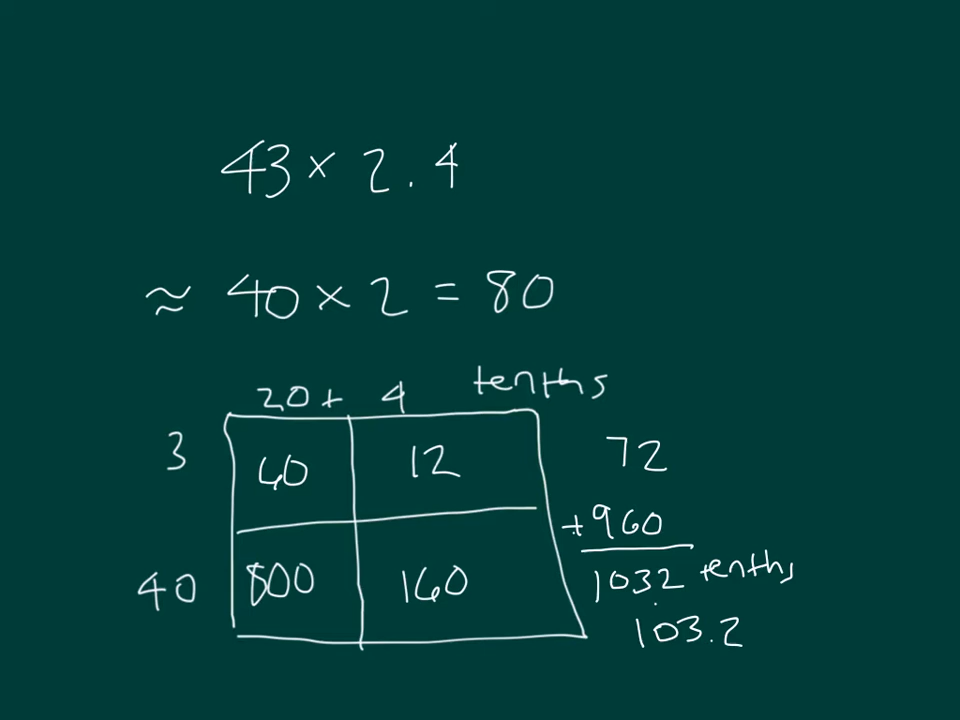 43 × 2.4
≈ 40 × 2 = 80
20 + 4 tenths
3 60 12 72
+960
40 800 160 1032 tenths
103.2